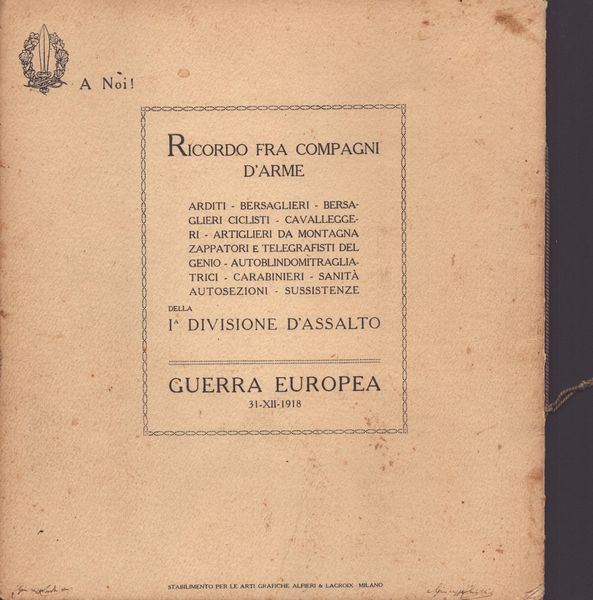 A Noi!
RICORDO FRA COMPAGNI
D'ARME
ARDITI - BERSAGLIERI - BERSA-
GLIERI CICLISTI - CAVALLEGGE-
RI - ARTIGLIERI DA MONTAGNA
ZAPPATORI E TELEGRAFISTI DEL
GENIO - AUTOBLINDOMITRAGLIA-
TRICI - CARABINIERI - SANITÀ
AUTOSEZIONI - SUSSISTENZE
DELLA
Iᴬ DIVISIONE D'ASSALTO
GUERRA EUROPEA
31-XII-1918
STABILIMENTO PER LE ARTI GRAFICHE ALFIERI & LACROIX - MILANO